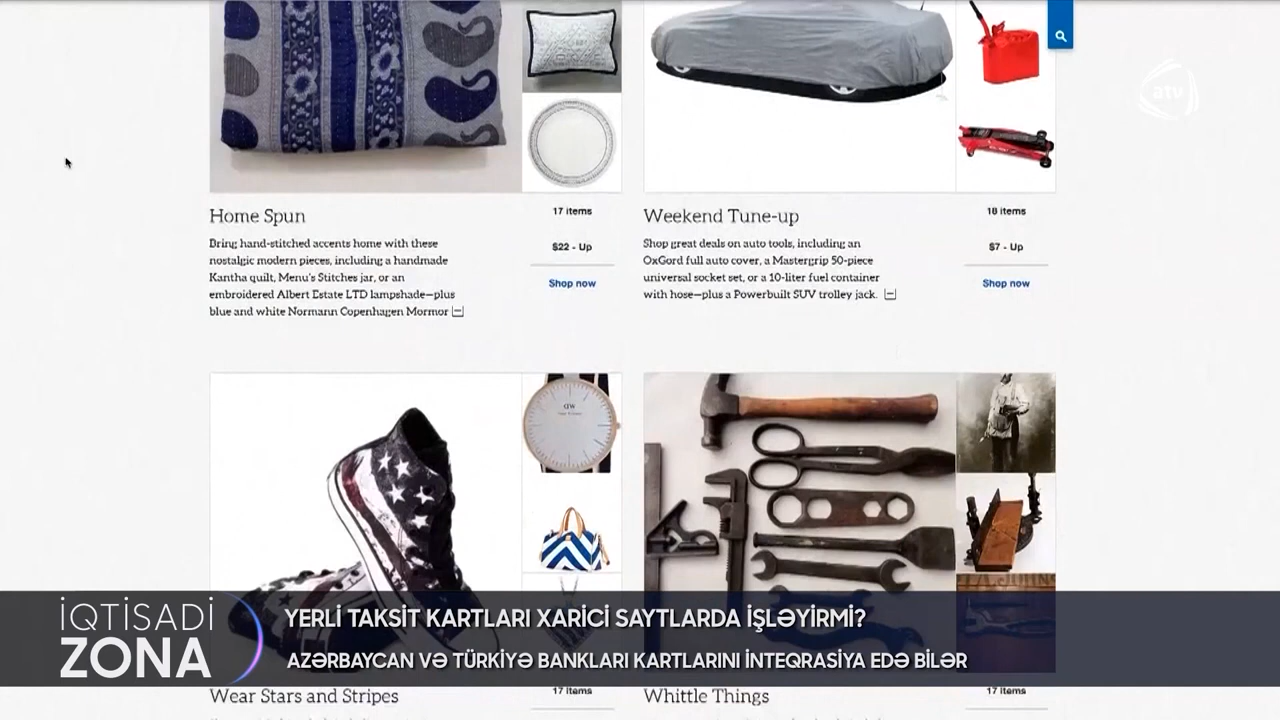 atv
Home Spun
17 items
Bring hand-stitched accents home with these
nostalgic modern pieces, including a handmade
Kantha quilt, Menu's Stitches jar, or an
embroidered Albert Estate LTD lampshade—plus
blue and white Normann Copenhagen Mormor
$22 - Up
Shop now
Weekend Tune-up
18 items
Shop great deals on auto tools, including an
OxGord full auto cover, a Mastergrip 50-piece
universal socket set, or a 10-liter fuel container
with hose—plus a Powerbuilt SUV trolley jack.
$7 - Up
Shop now
DW
İQTİSADİ
ZONA
YERLİ TAKSİT KARTLARI XARİCİ SAYTLARDA İŞLƏYİRMİ?
AZƏRBAYCAN VƏ TÜRKİYƏ BANKLARI KARTLARINI İNTEQRASİYA EDƏ BİLƏR
Wear Stars and Stripes
17 items
Whittle Things
17 items